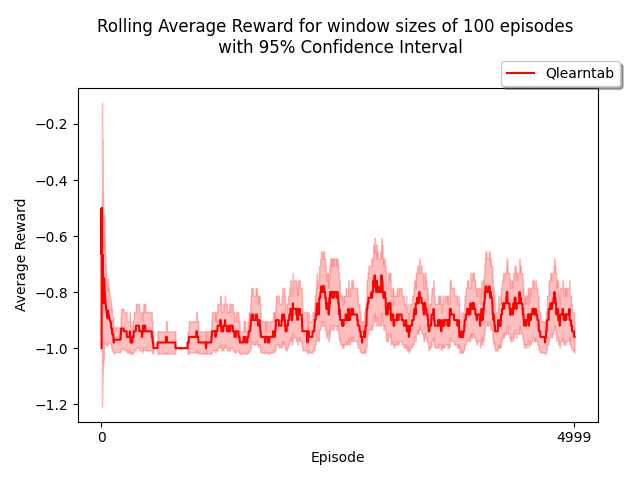 Rolling Average Reward for window sizes of 100 episodes
with 95% Confidence Interval
Qlearntab
−0.2
−0.4
−0.6
−0.8
−1.0
−1.2
Average Reward
0
4999
Episode